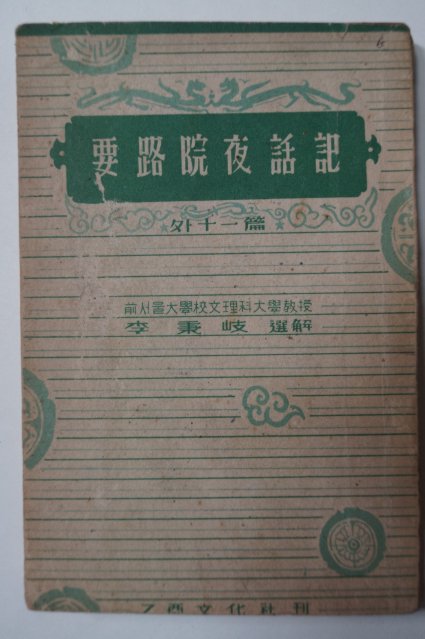 要路院夜話記
外十一篇
前서울大學校文理科大學敎授
李秉岐 選解
乙酉文化社刊